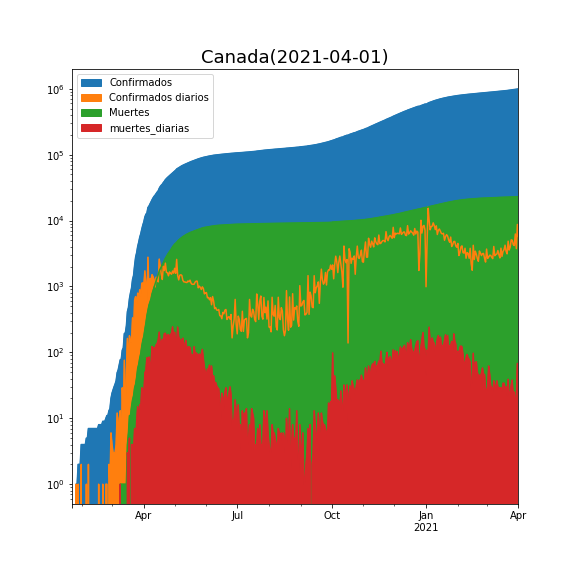 Canada(2021-04-01)
Confirmados
Confirmados diarios
Muertes
muertes_diarias
10⁶
10⁵
10⁴
10³
10²
10¹
10⁰
Apr Jul Oct Jan Apr
2021